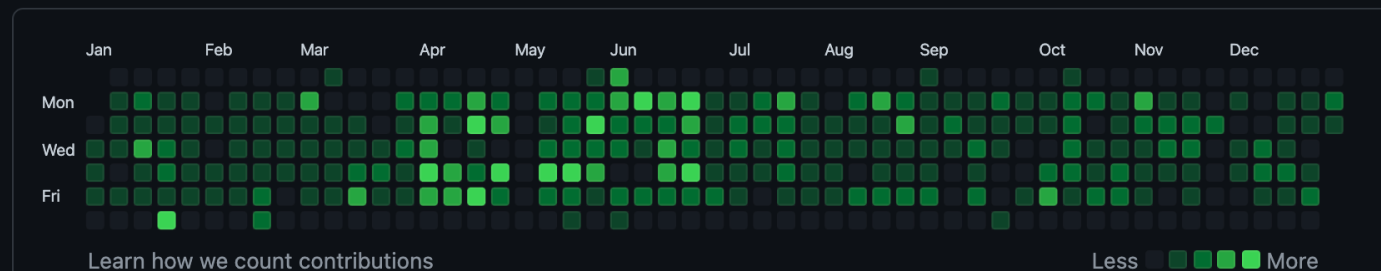 Jan Feb Mar Apr May Jun Jul Aug Sep Oct Nov Dec
Mon
Wed
Fri
Learn how we count contributions Less More